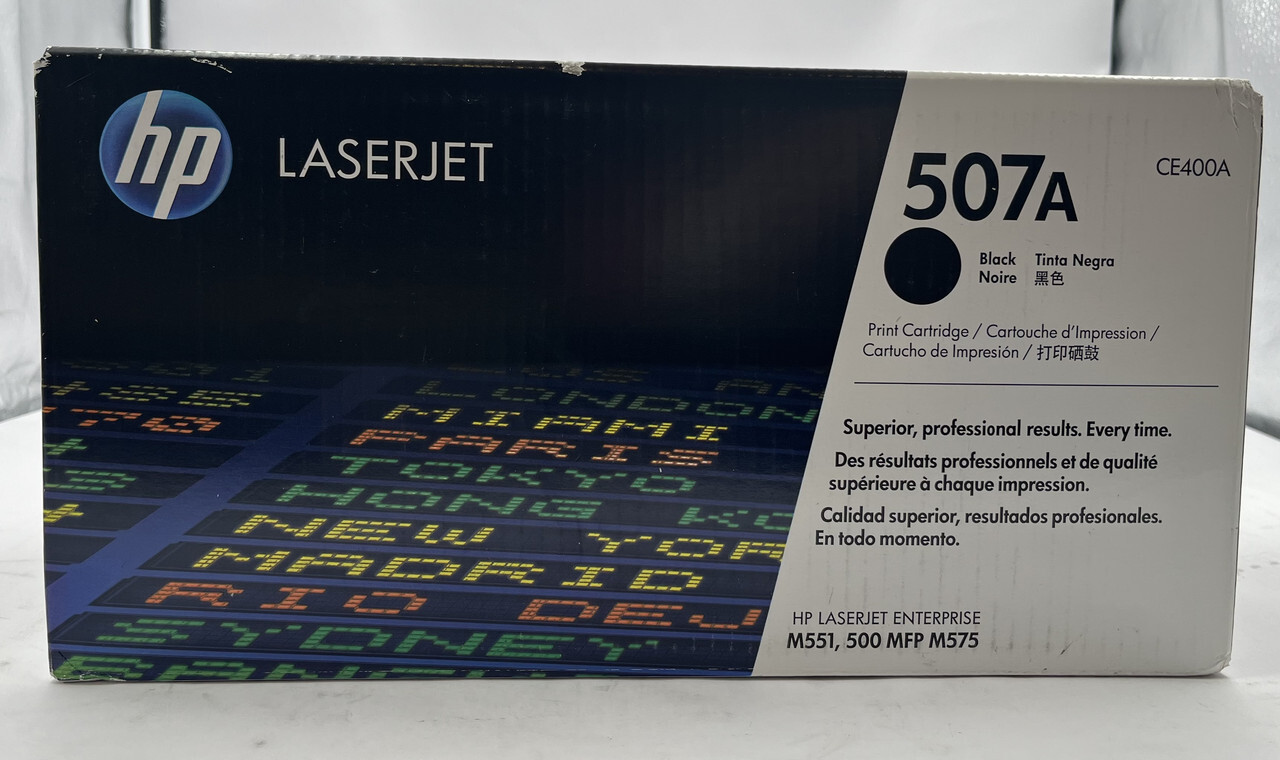 hp
LASERJET
507A
CE400A
Black Tinta Negra
Noire 黑色
Print Cartridge / Cartouche d'Impression /
Cartucho de Impresión / 打印硒鼓
Superior, professional results. Every time.
Des résultats professionnels et de qualité
supérieure à chaque impression.
Calidad superior, resultados profesionales.
En todo momento.
HP LASERJET ENTERPRISE
M551, 500 MFP M575
LONDON
MIAMI
PARIS
TOKYO
HONG KO
NEW YOR
MADRID
RIO DEJ
SYDNEY